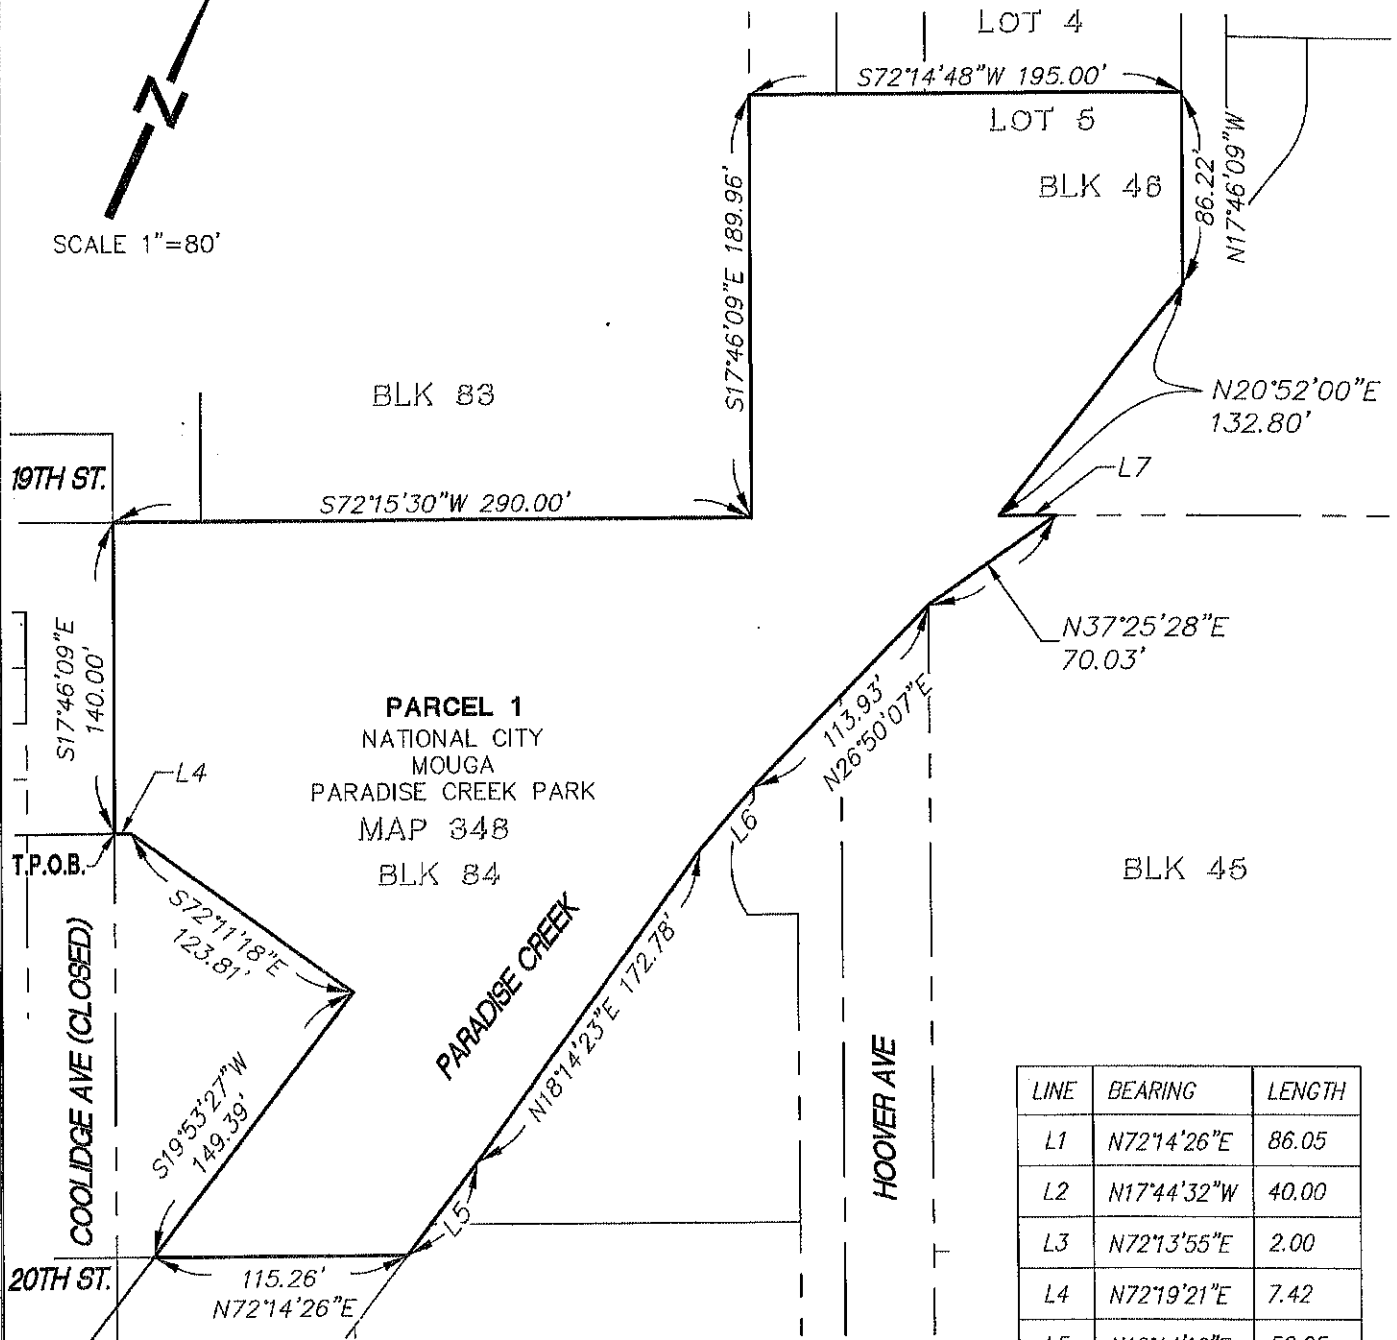 LOT 4
S72°14'48"W 195.00'
LOT 5
BLK 46
86.22'
N17°46'09"W
N
SCALE 1"=80'
S17°46'09"E 189.96'
BLK 83
N20°52'00"E
132.80'
L7
19TH ST.
S72°15'30"W 290.00'
S17°46'09"E
140.00'
N37°25'28"E
70.03'
113.93'
N26°50'07"E
PARCEL 1
NATIONAL CITY
MOUGA
PARADISE CREEK PARK
MAP 348
BLK 84
L4
T.P.O.B.
L6
BLK 45
S72°11'18"E
123.81'
PARADISE CREEK
N18°14'23"E 172.78'
COOLIDGE AVE (CLOSED)
S19°53'27"W
149.39'
HOOVER AVE
L5
20TH ST.
115.26'
N72°14'26"E
LINE BEARING LENGTH
L1 N72°14'26"E 86.05
L2 N17°44'32"W 40.00
L3 N72°13'55"E 2.00
L4 N72°19'21"E 7.42